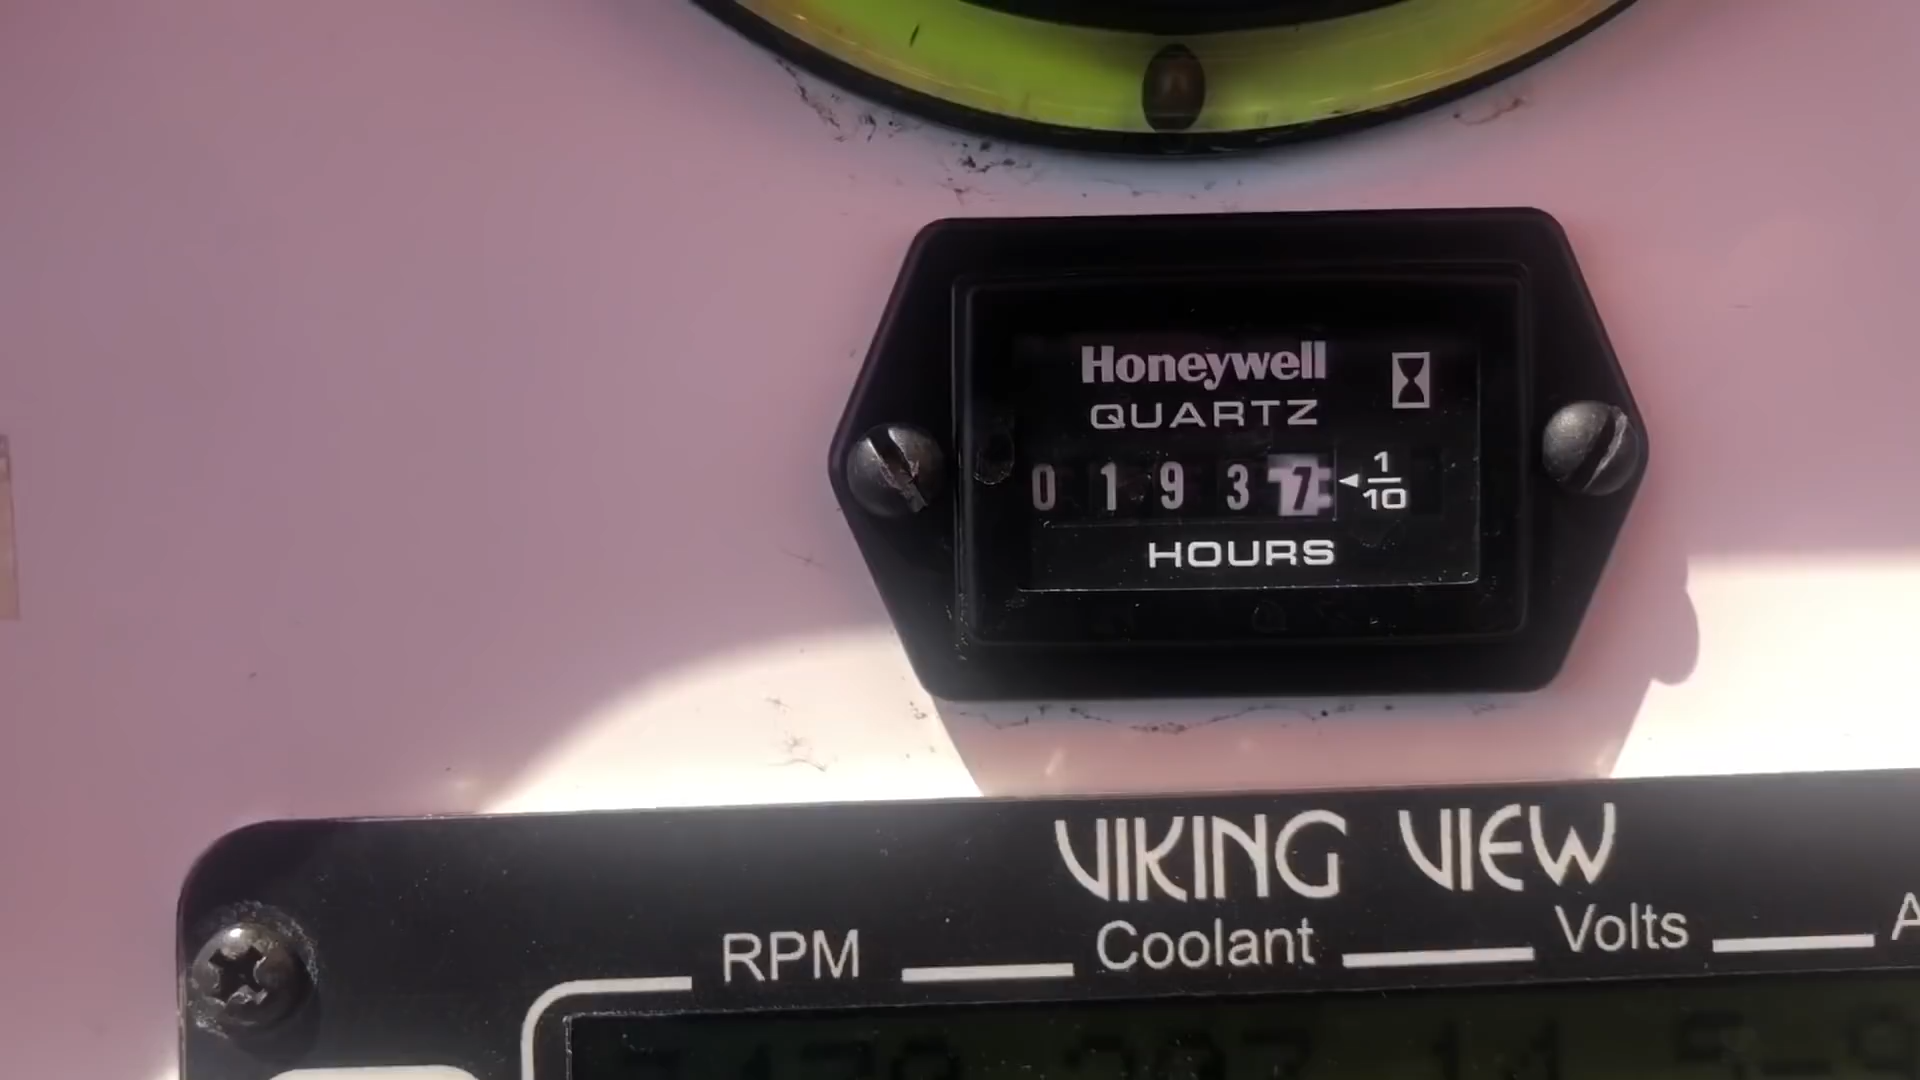 Honeywell
QUARTZ
0 1 9 3 7 1/10
HOURS
VIKING VIEW
RPM Coolant Volts A